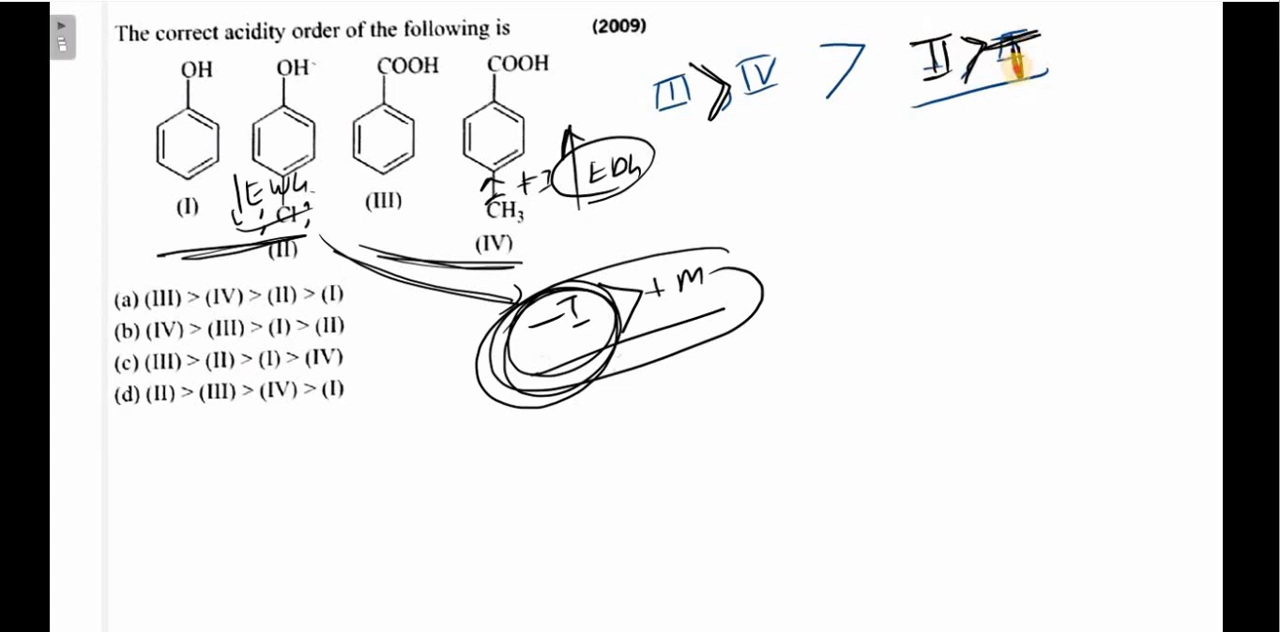 The correct acidity order of the following is (2009)
OH OH COOH COOH
III > IV > II > I
EWG
Cl
+I EDG
CH₃
(I) (II) (III) (IV)
-I > +M
(a) (III) > (IV) > (II) > (I)
(b) (IV) > (III) > (I) > (II)
(c) (III) > (II) > (I) > (IV)
(d) (II) > (III) > (IV) > (I)